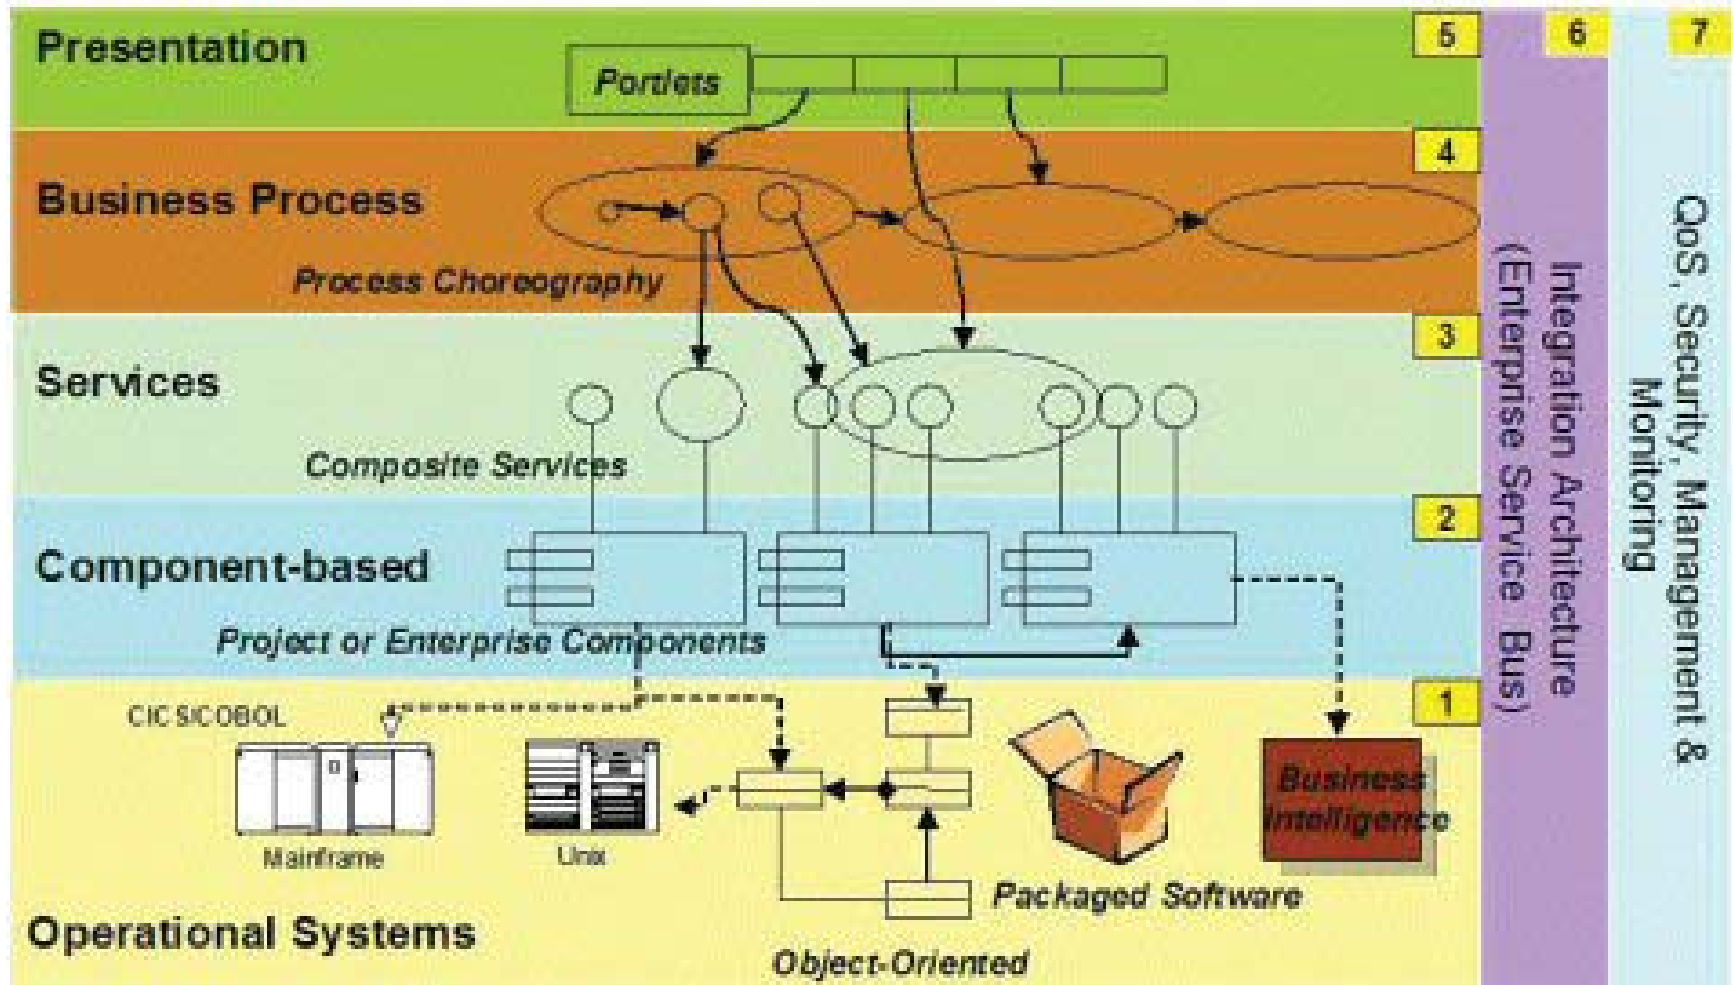 Presentation
Portlets
5
6
7
Business Process
4
Process Choreography
Services
3
Composite Services
Component-based
2
Project or Enterprise Components
1
CICS/COBOL
Mainframe
Unix
Packaged Software
Business
Intelligence
Operational Systems
Object-Oriented
Integration Architecture
(Enterprise Service Bus)
QoS, Security, Management &
Monitoring